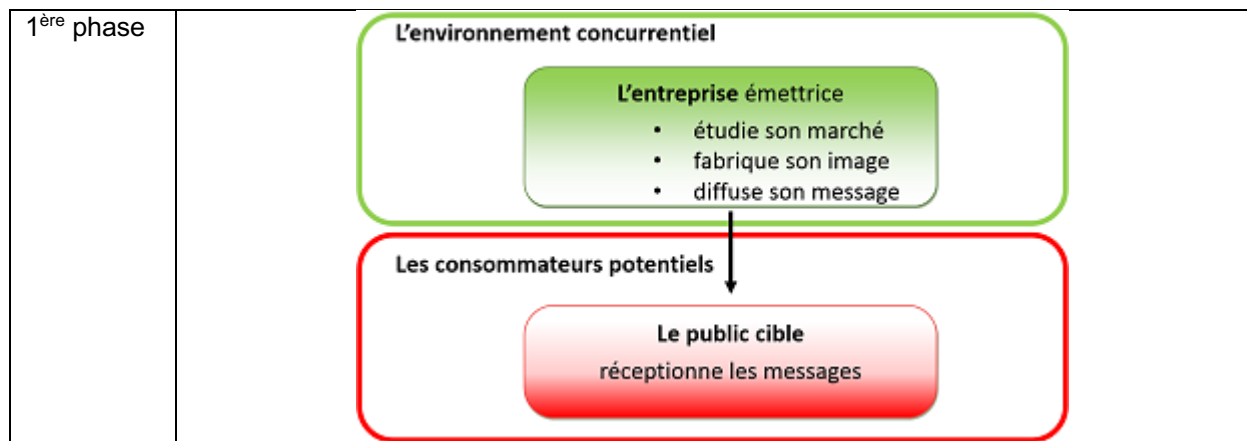 1ère phase
L'environnement concurrentiel
L'entreprise émettrice
• étudie son marché
• fabrique son image
• diffuse son message
Les consommateurs potentiels
Le public cible
réceptionne les messages